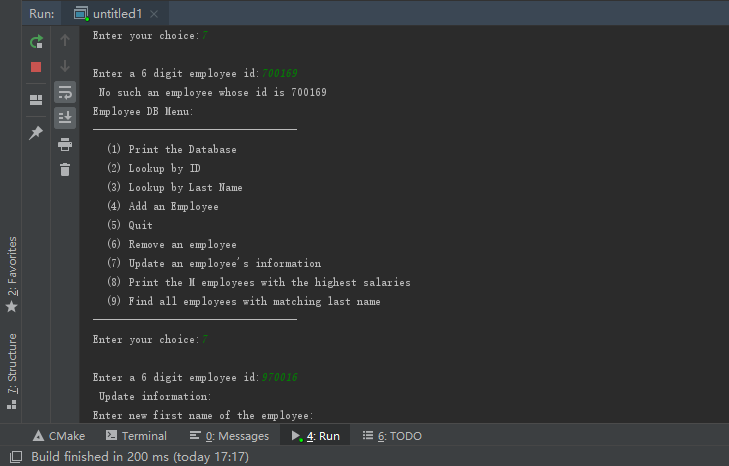 Run: untitled1
Enter your choice:7
Enter a 6 digit employee id:700169
No such an employee whose id is 700169
Employee DB Menu:
(1) Print the Database
(2) Lookup by ID
(3) Lookup by Last Name
(4) Add an Employee
(5) Quit
(6) Remove an employee
(7) Update an employee's information
(8) Print the M employees with the highest salaries
(9) Find all employees with matching last name
Enter your choice:7
Enter a 6 digit employee id:970016
Update information:
Enter new first name of the employee:
2: Favorites
7: Structure
CMake Terminal 0: Messages 4: Run 6: TODO
Build finished in 200 ms (today 17:17)